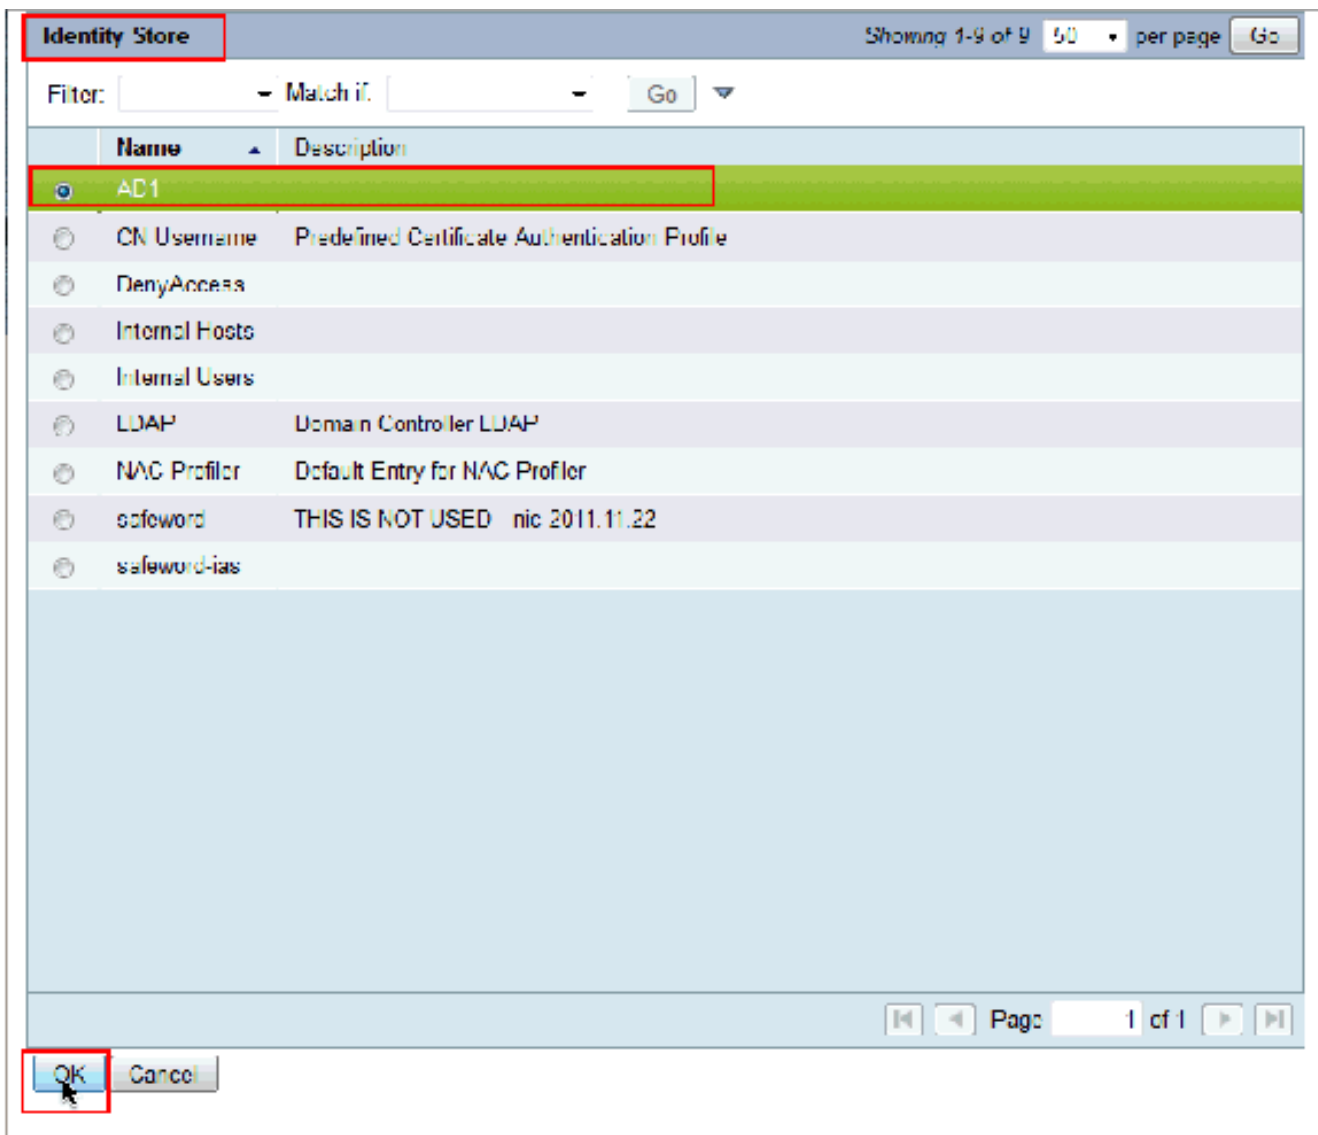 Identity Store Showing 1-9 of 9 50 per page Go
Filter: Match if: Go
Name Description
AD1
CN Username Predefined Certificate Authentication Profile
DenyAccess
Internal Hosts
Internal Users
LDAP Domain Controller LDAP
NAC Profiler Default Entry for NAC Profiler
safeword THIS IS NOT USED nic 2011.11.22
safeword-ias
Page 1 of 1
OK Cancel